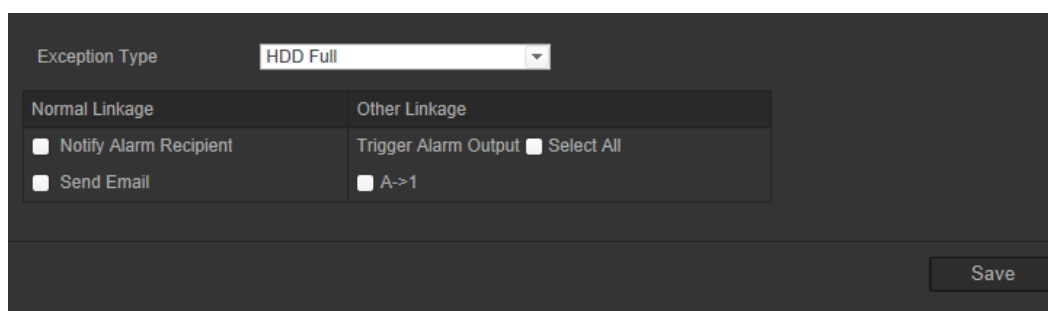 Exception Type HDD Full
Normal Linkage Other Linkage
Notify Alarm Recipient Trigger Alarm Output Select All
Send Email A->1
Save